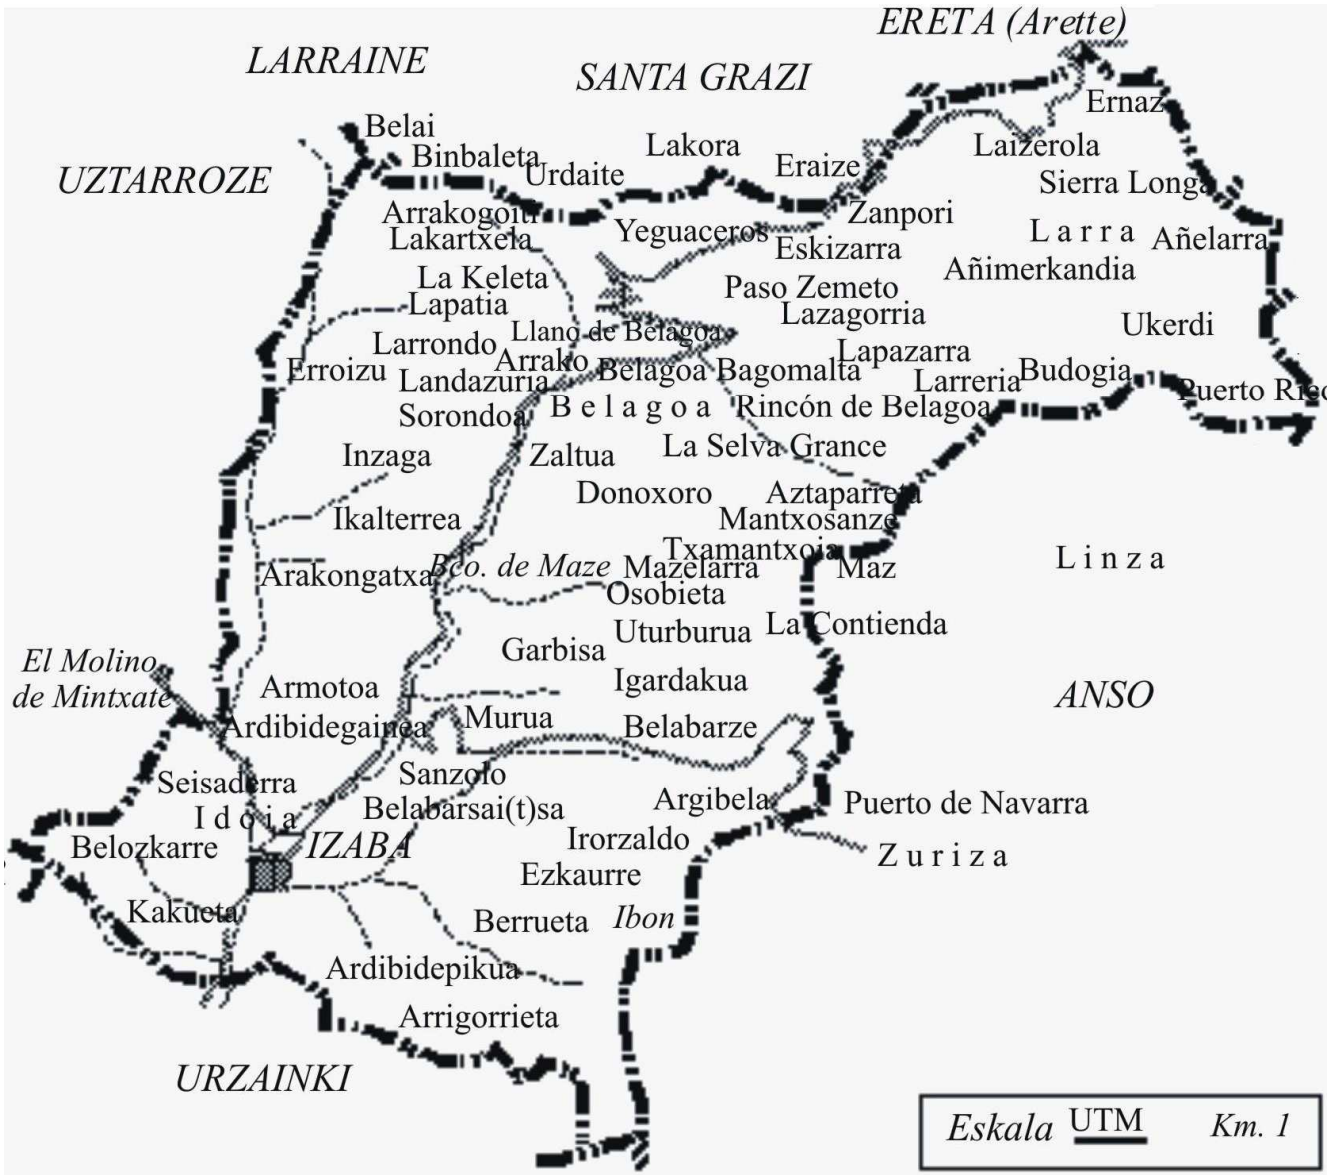 ERETA (Arette)
LARRAINE
SANTA GRAZI
Ernaz
Belai
Lakora
Laizerola
Binbaleta
Eraize
UZTARROZE
Urdaite
Sierra Longa
Arrakogoiti
Zanpori
Yeguaceros
Larra
Añelarra
Lakartxela
Eskizarra
La Keleta
Añimerkandia
Paso Zemeto
Lapatia
Lazagorria
Llano de Belagoa
Ukerdi
Larrondo
Lapazarra
Arrako
Erroizu
Landazuria
Belagoa
Bagomalta
Larreria
Budogia
Puerto Rico
Sorondoa
Belagoa
Rincón de Belagoa
Inzaga
Zaltua
La Selva Grance
Donoxoro
Aztaparreta
Ikalterrea
Mantxosanze
Txamantxoia
Linza
Arakongatxa
Bco. de Maze
Mazelarra
Maz
Osobieta
Uturburua
La Contienda
Garbisa
El Molino
de Mintxate
Armotoa
Igardakua
ANSO
Ardibidegainea
Murua
Belabarze
Seisaderra
Sanzolo
Idoia
Belabarsai(t)sa
Argibela
Puerto de Navarra
Belozkarre
IZABA
Irorzaldo
Zuriza
Ezkaurre
Kakueta
Berrueta
Ibon
Ardibidepikua
Arrigorrieta
URZAINKI
Eskala UTM Km. 1